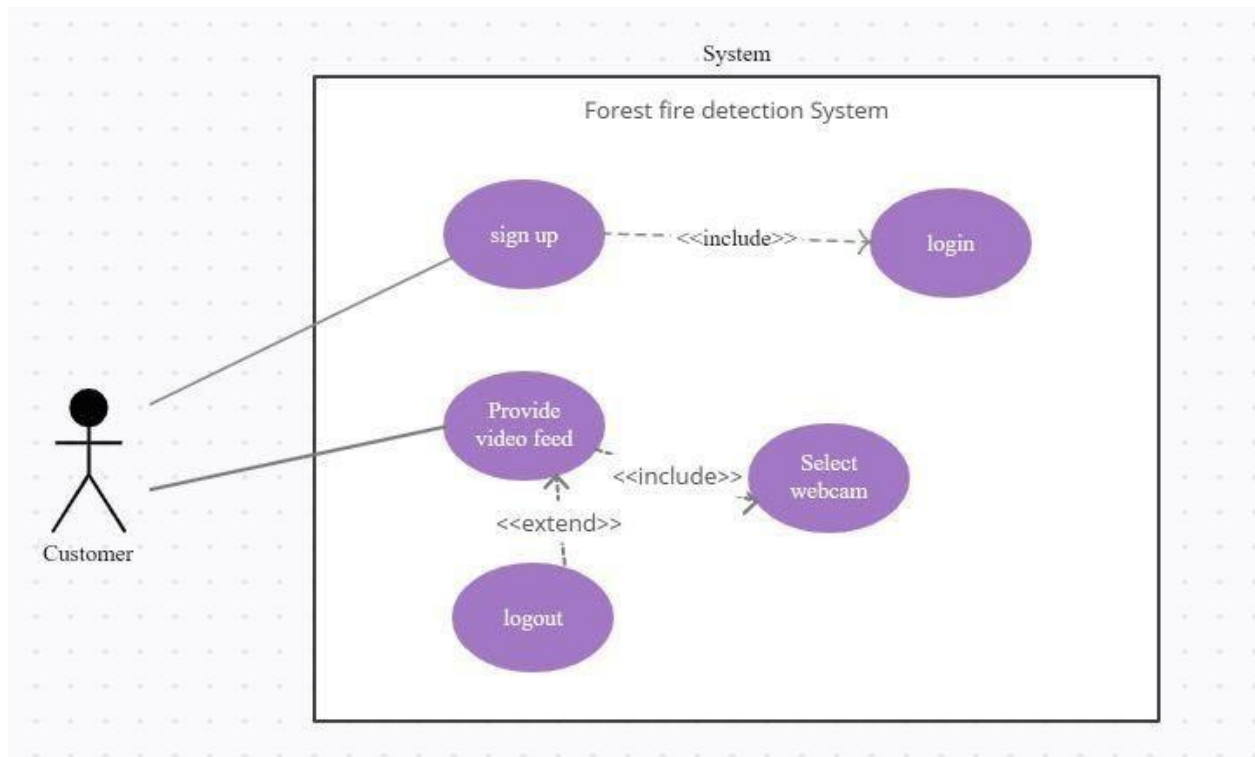 System
Forest fire detection System
sign up
<<include>>
login
Provide
video feed
<<include>>
Select
webcam
<<extend>>
logout
Customer